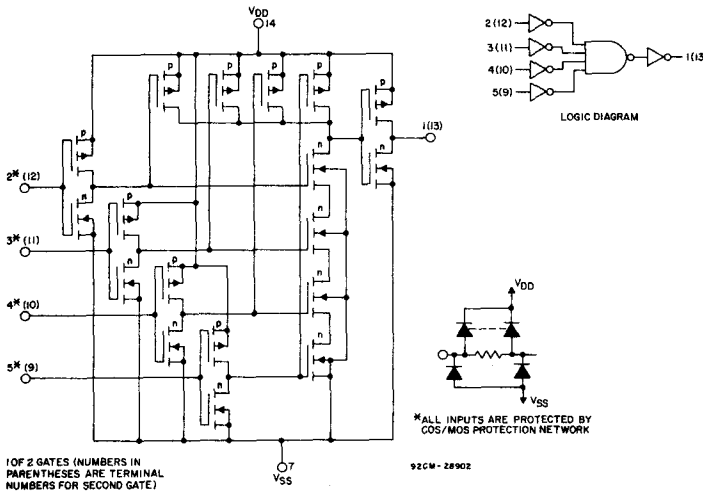 VDD
14
p
p
p
p
p
p
1(13)
2*(12)
n
n
p
3*(11)
n
n
p
4*(10)
n
n
p
5*(9)
n
n
7
VSS
1 OF 2 GATES (NUMBERS IN
PARENTHESES ARE TERMINAL
NUMBERS FOR SECOND GATE)
2(12)
3(11)
4(10)
5(9)
1(13
LOGIC DIAGRAM
VDD
VSS
*ALL INPUTS ARE PROTECTED BY
COS/MOS PROTECTION NETWORK
92CM-28902